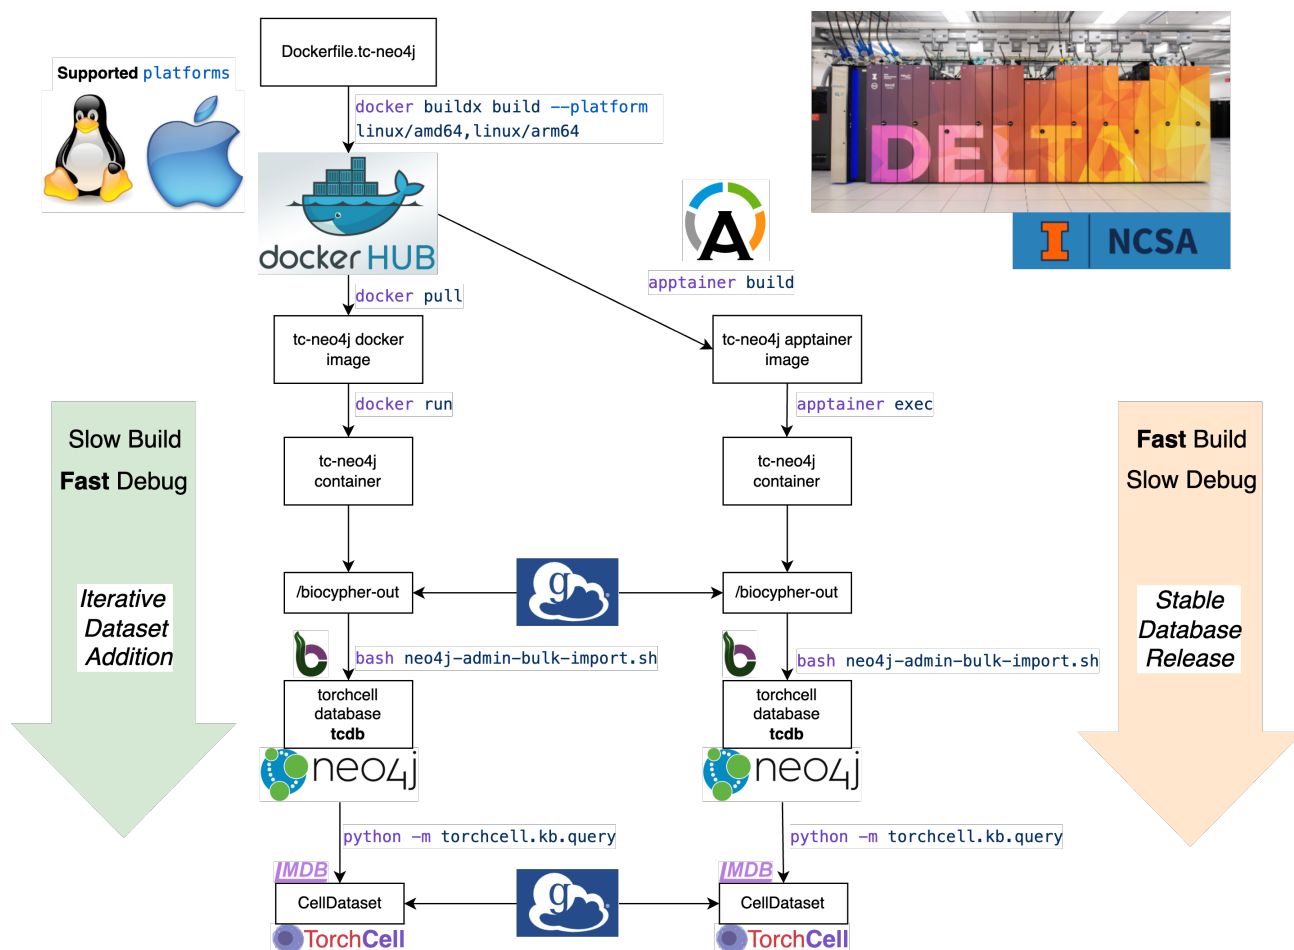 Dockerfile.tc-neo4j
Supported platforms
docker buildx build --platform
linux/amd64,linux/arm64
DELTA
I NCSA
docker HUB
A
apptainer build
docker pull
tc-neo4j docker
image
tc-neo4j apptainer
image
docker run
apptainer exec
Slow Build
Fast Debug
Iterative
Dataset
Addition
Fast Build
Slow Debug
Stable
Database
Release
tc-neo4j
container
tc-neo4j
container
/biocypher-out
g
/biocypher-out
b
bash neo4j-admin-bulk-import.sh
b
bash neo4j-admin-bulk-import.sh
torchcell
database
tcdb
torchcell
database
tcdb
neo4j
neo4j
python -m torchcell.kb.query
python -m torchcell.kb.query
LMDB
LMDB
CellDataset
g
CellDataset
TorchCell
TorchCell